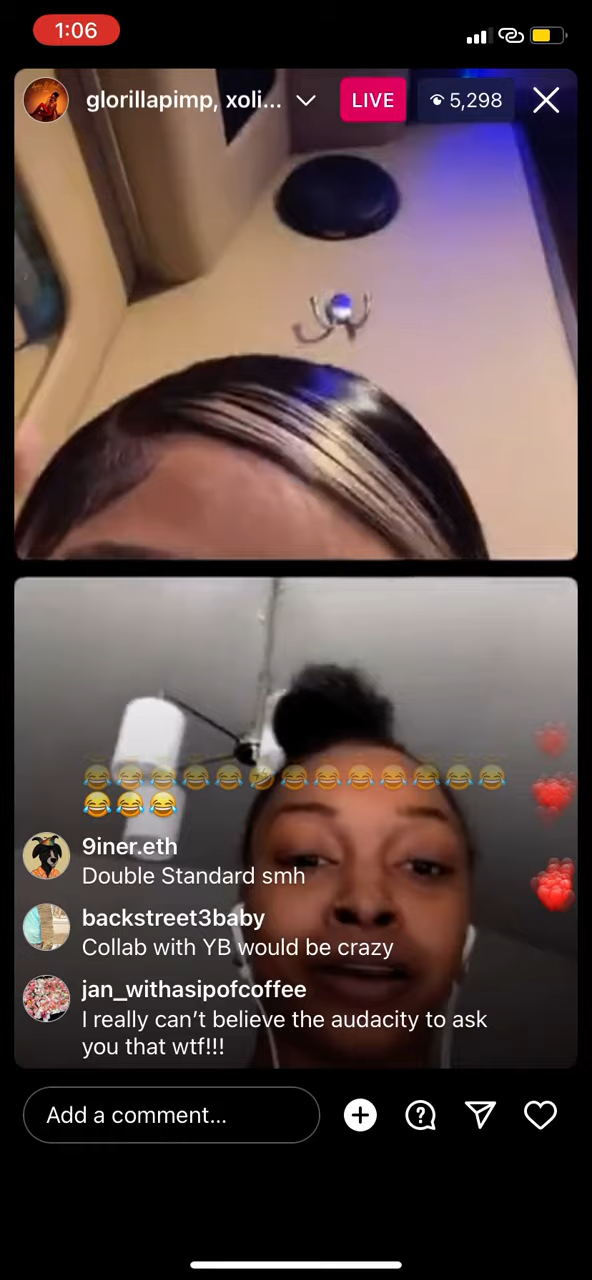 1:06
glorillapimp, xoli...
LIVE
5,298
😂😂😂😂😂🤣😂😂😂😂😂😂😂
😂😂😂
9iner.eth
Double Standard smh
backstreet3baby
Collab with YB would be crazy
jan_withasipofcoffee
I really can’t believe the audacity to ask
you that wtf!!!
Add a comment...